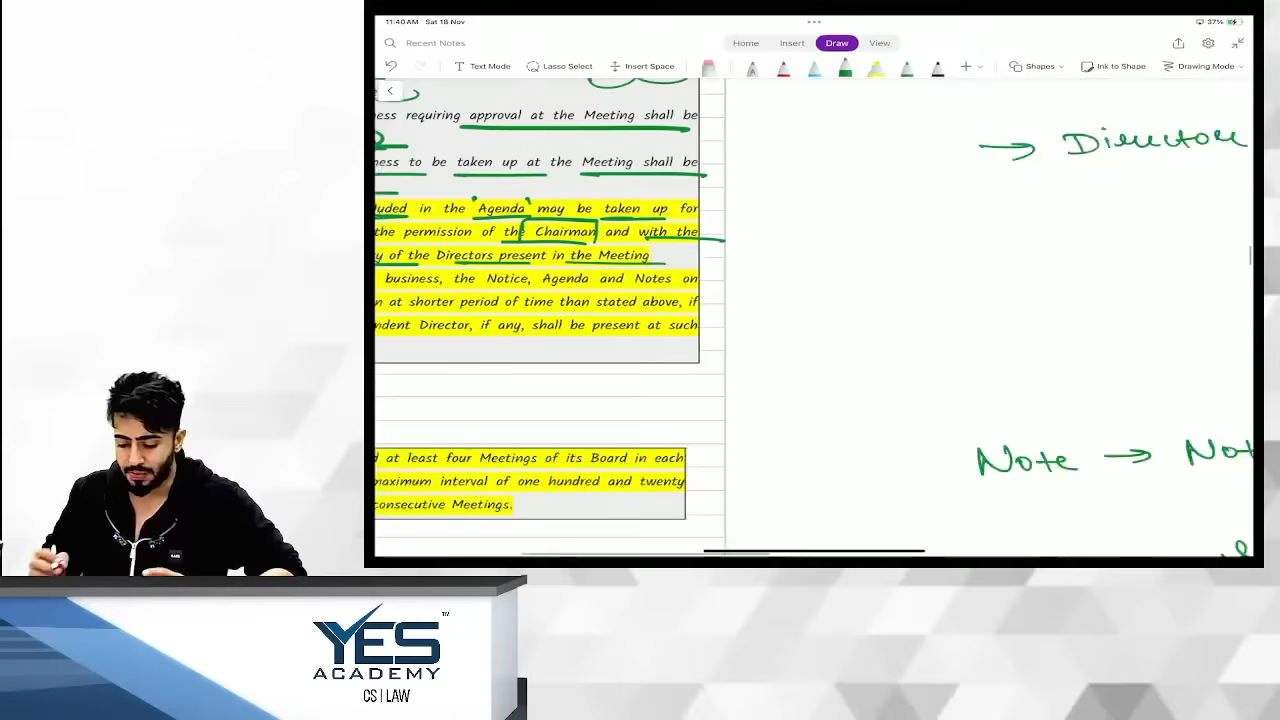 11:40 AM Sat 18 Nov
37%
Recent Notes
Home Insert Draw View
Text Mode Lasso Select Insert Space Shapes Ink to Shape Drawing Mode
ess requiring approval at the Meeting shall be
ness to be taken up at the Meeting shall be
luded in the 'Agenda' may be taken up for
the permission of the Chairman and with the
y of the Directors present in the Meeting
business, the Notice, Agenda and Notes on
n at shorter period of time than stated above, if
ndent Director, if any, shall be present at such
→ Director
Note → Not
d at least four Meetings of its Board in each
maximum interval of one hundred and twenty
consecutive Meetings.
YES™
ACADEMY
CS | LAW